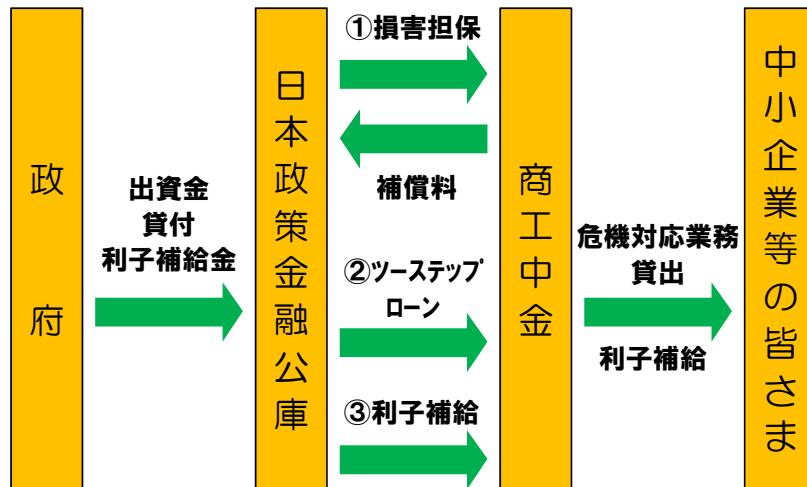 政府
出資金
貸付
利子補給金
日本政策金融公庫
①損害担保
補償料
②ツーステップ
ローン
③利子補給
商工中金
危機対応業務
貸出
利子補給
中小企業等の皆さま